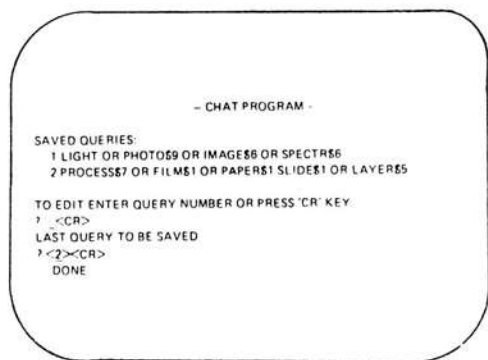 – CHAT PROGRAM -
SAVED QUERIES:
1 LIGHT OR PHOTO$9 OR IMAGE$6 OR SPECTR$6
2 PROCESS$7 OR FILM$1 OR PAPER$1 SLIDE$1 OR LAYER$5
TO EDIT ENTER QUERY NUMBER OR PRESS 'CR' KEY
? _<CR>
LAST QUERY TO BE SAVED
? <2><CR>
DONE